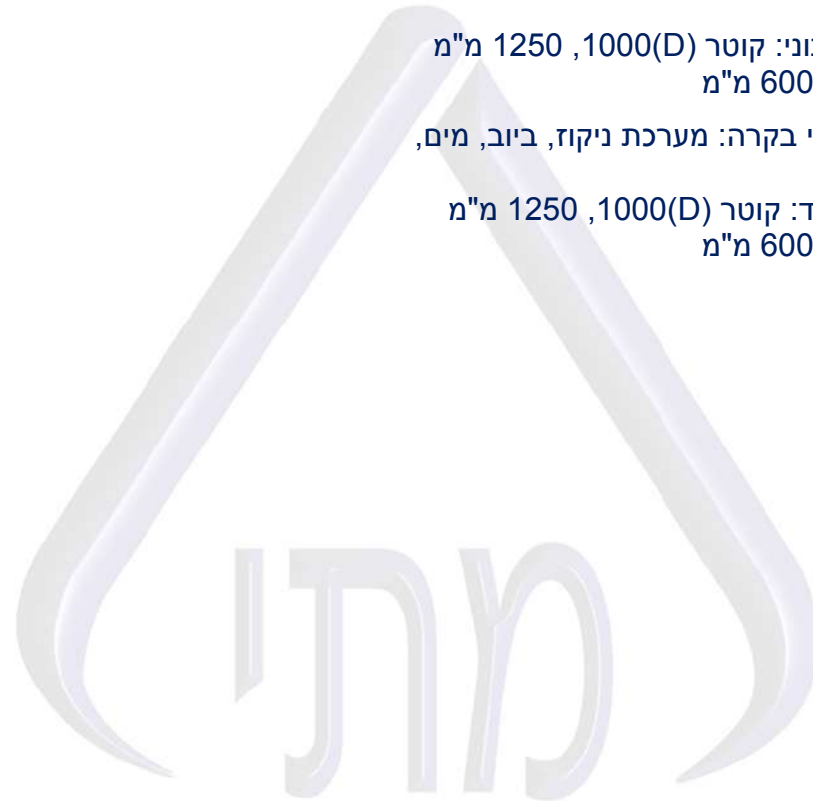 קוטר (D)1000, 1250 מ"מ
600 מ"מ
בקרה: מערכת ניקוז, ביוב, מים,
קוטר (D)1000, 1250 מ"מ
600 מ"מ
מתי